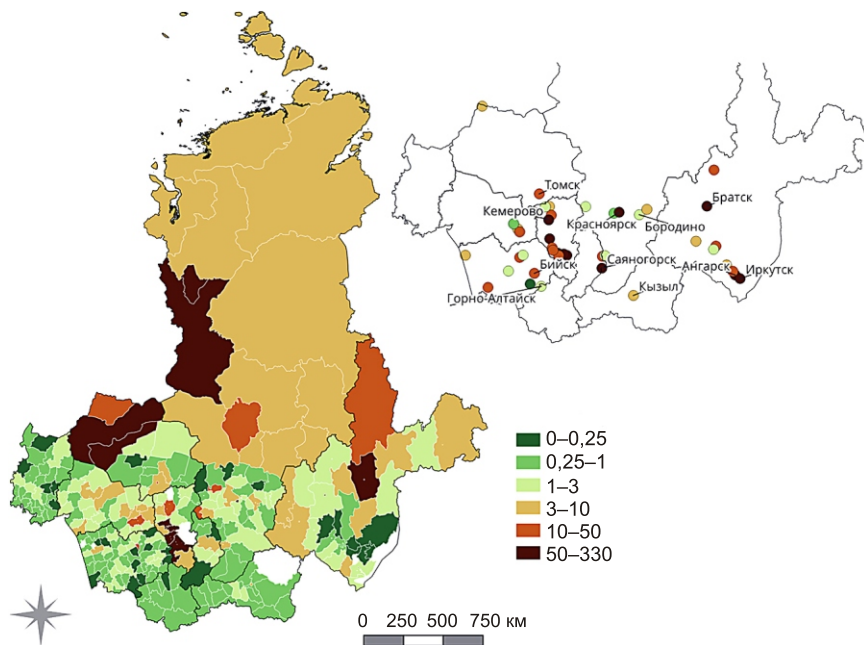 Томск
Кемерово
Братск
Красноярск
Бородино
Саяногорск
Бийск
Ангарск
Иркутск
Горно-Алтайск
Кызыл
0–0,25
0,25–1
1–3
3–10
10–50
50–330
0 250 500 750 км